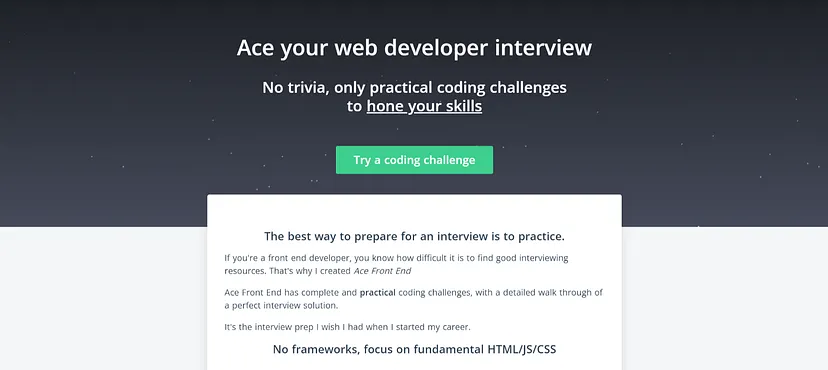 Ace your web developer interview
No trivia, only practical coding challenges
to hone your skills
Try a coding challenge
The best way to prepare for an interview is to practice.
If you're a front end developer, you know how difficult it is to find good interviewing
resources. That's why I created Ace Front End
Ace Front End has complete and practical coding challenges, with a detailed walk through of
a perfect interview solution.
It's the interview prep I wish I had when I started my career.
No frameworks, focus on fundamental HTML/JS/CSS